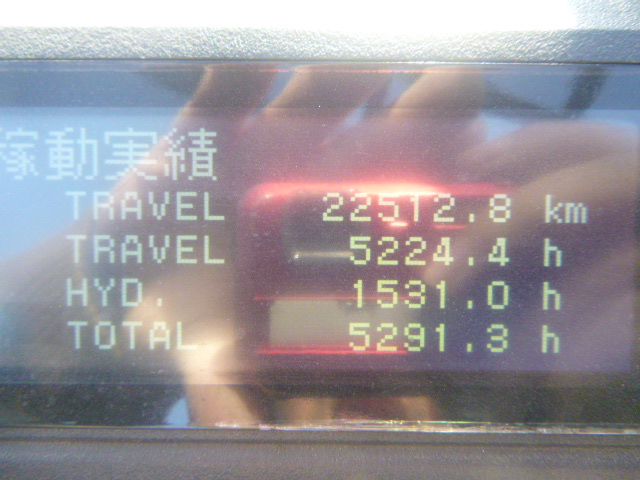 稼動実績
TRAVEL 22512.8 km
TRAVEL 5224.4 h
HYD. 1531.0 h
TOTAL 5291.3 h